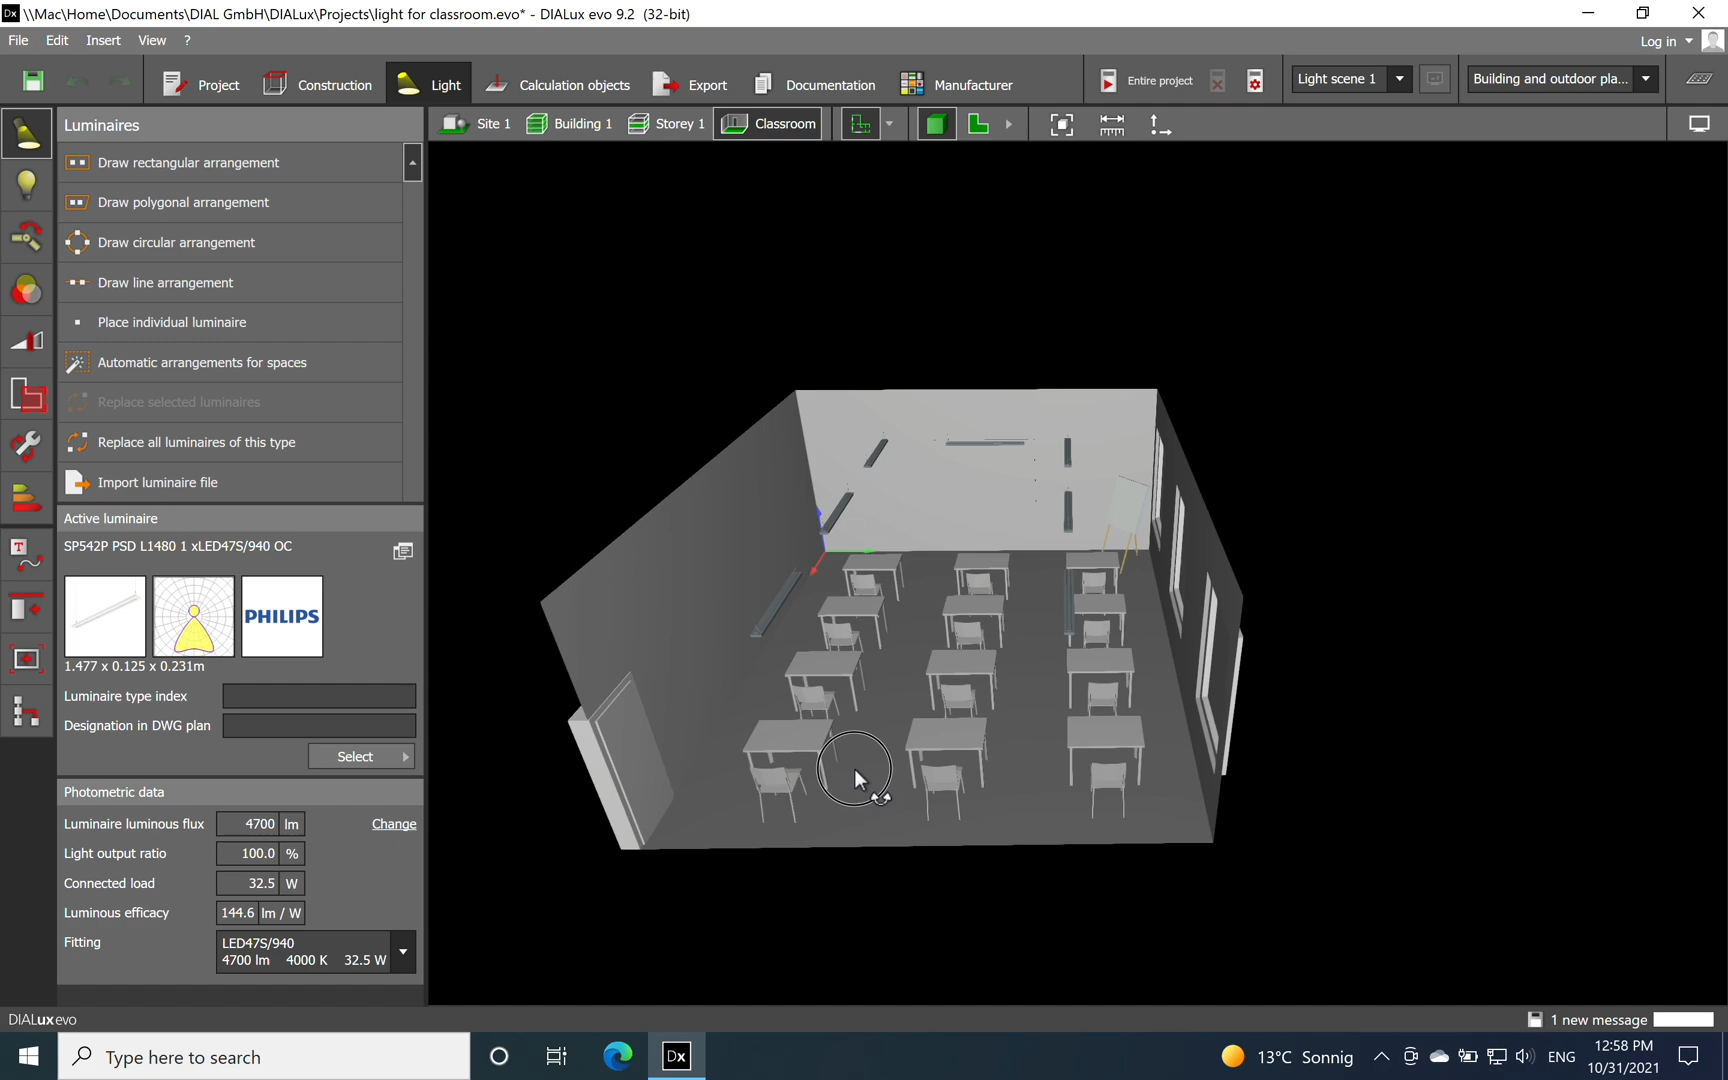 \\Mac\Home\Documents\DIAL GmbH\DIALux\Projects\light for classroom.evo* - DIALux evo 9.2 (32-bit)
File Edit Insert View ?
Log in
Project Construction Light Calculation objects Export Documentation Manufacturer Entire project Light scene 1 Building and outdoor pla...
Site 1 Building 1 Storey 1 Classroom
Luminaires
Draw rectangular arrangement
Draw polygonal arrangement
Draw circular arrangement
Draw line arrangement
Place individual luminaire
Automatic arrangements for spaces
Replace selected luminaires
Replace all luminaires of this type
Import luminaire file
Active luminaire
SP542P PSD L1480 1 xLED47S/940 OC
PHILIPS
1.477 x 0.125 x 0.231m
Luminaire type index
Designation in DWG plan
Select
Photometric data
Luminaire luminous flux 4700 lm Change
Light output ratio 100.0 %
Connected load 32.5 W
Luminous efficacy 144.6 lm / W
Fitting LED47S/940
4700 lm 4000 K 32.5 W
DIALux evo
1 new message
Type here to search
Dx
13°C Sonnig
ENG
12:58 PM
10/31/2021